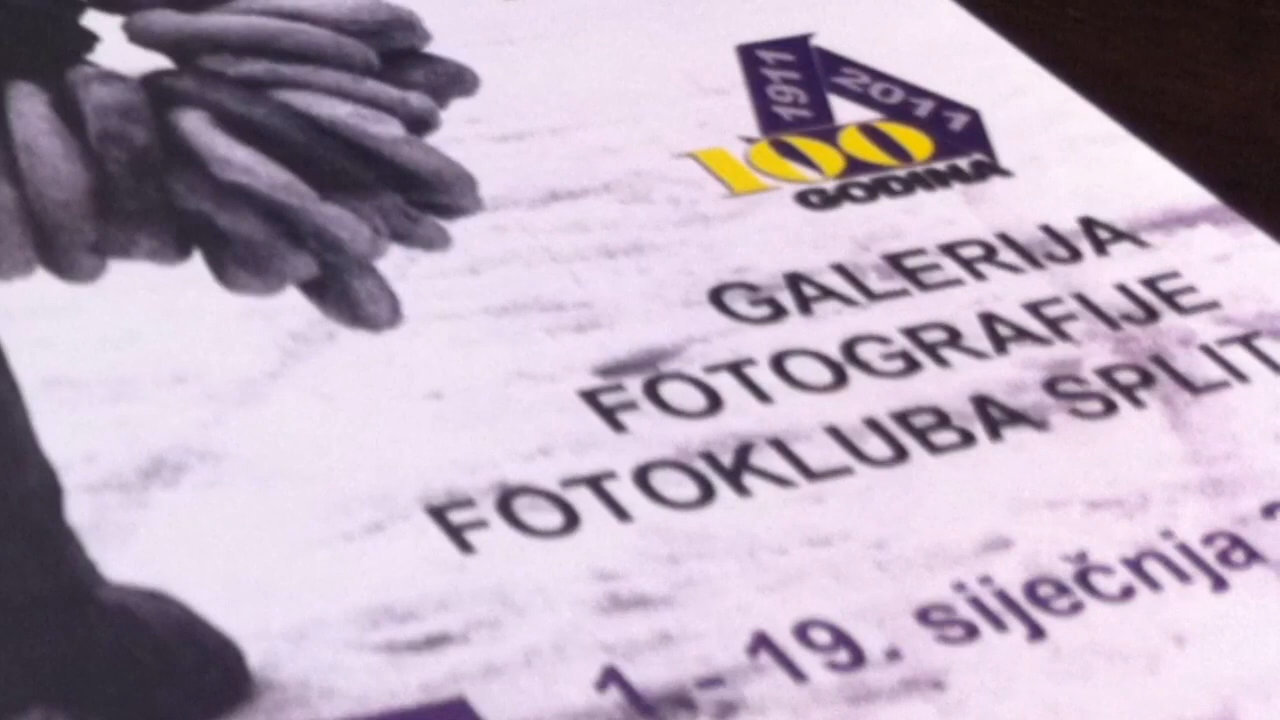 1911
2011
100
GODINA
GALERIJA
FOTOGRAFIJE
FOTOKLUBA SPLIT
1.- 19. siječnja